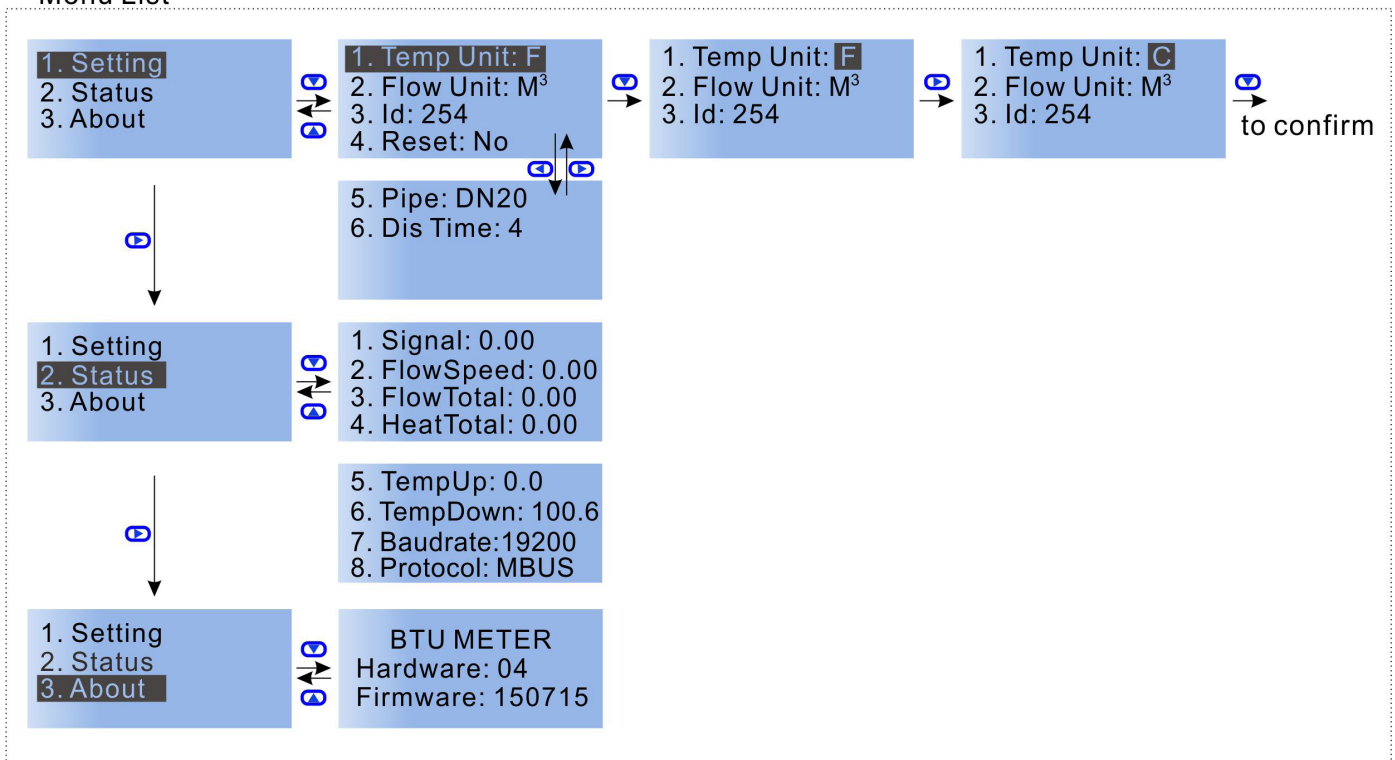 Menu List
1. Setting
2. Status
3. About
1. Temp Unit: F
2. Flow Unit: M³
3. Id: 254
4. Reset: No
1. Temp Unit: F
2. Flow Unit: M³
3. Id: 254
1. Temp Unit: C
2. Flow Unit: M³
3. Id: 254
to confirm
5. Pipe: DN20
6. Dis Time: 4
1. Setting
2. Status
3. About
1. Signal: 0.00
2. FlowSpeed: 0.00
3. FlowTotal: 0.00
4. HeatTotal: 0.00
5. TempUp: 0.0
6. TempDown: 100.6
7. Baudrate:19200
8. Protocol: MBUS
1. Setting
2. Status
3. About
BTU METER
Hardware: 04
Firmware: 150715